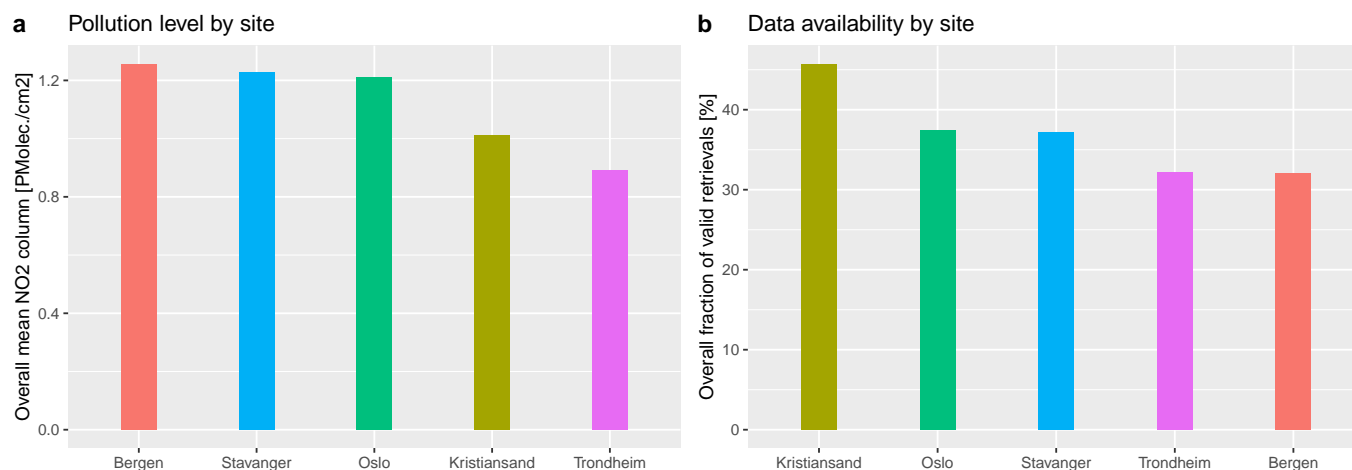 a Pollution level by site
Overall mean NO2 column [PMolec./cm2]
1.2
0.8
0.4
0.0
Bergen Stavanger Oslo Kristiansand Trondheim
b Data availability by site
Overall fraction of valid retrievals [%]
40
30
20
10
0
Kristiansand Oslo Stavanger Trondheim Bergen